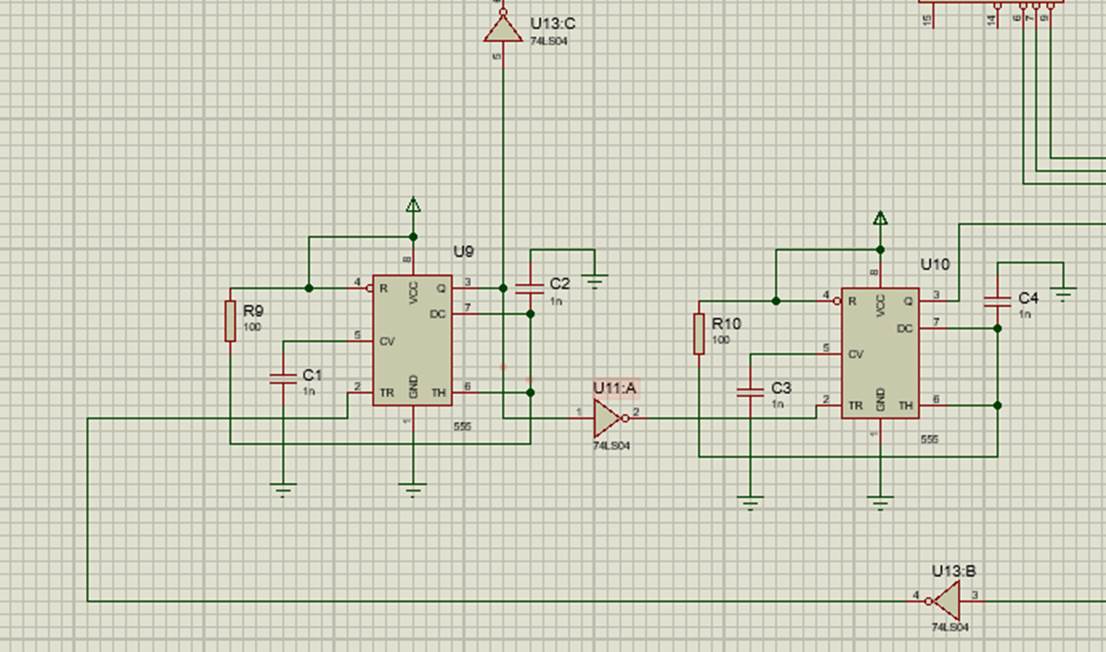 U13:C
74LS04
5
15
14
6
7
9
U9
8
4
R
VCC
Q
3
DC
7
R9
100
5
CV
C2
1n
C1
1n
2
TR
GND
TH
6
1
555
U11:A
1
2
74LS04
U10
8
4
R
VCC
Q
3
DC
7
R10
100
5
CV
C4
1n
C3
1n
2
TR
GND
TH
6
1
555
U13:B
4
3
74LS04